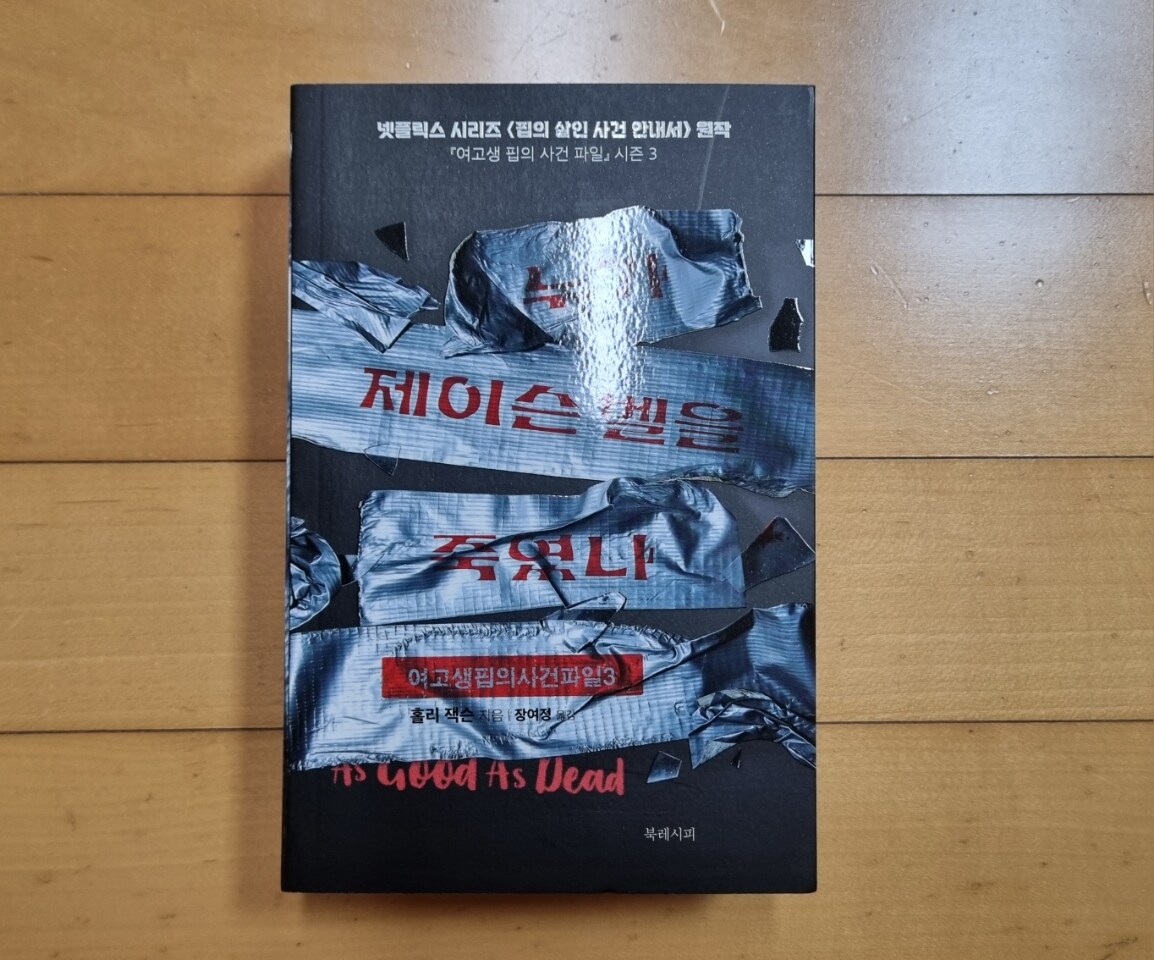 넷플릭스 시리즈 〈핍의 살인 사건 안내서〉 원작
『여고생 핍의 사건 파일』 시즌 3
제이슨 벨을
죽였나
여고생핍의사건파일3
홀리 잭슨 지음 | 장여정 옮김
As Good As Dead
북레시피